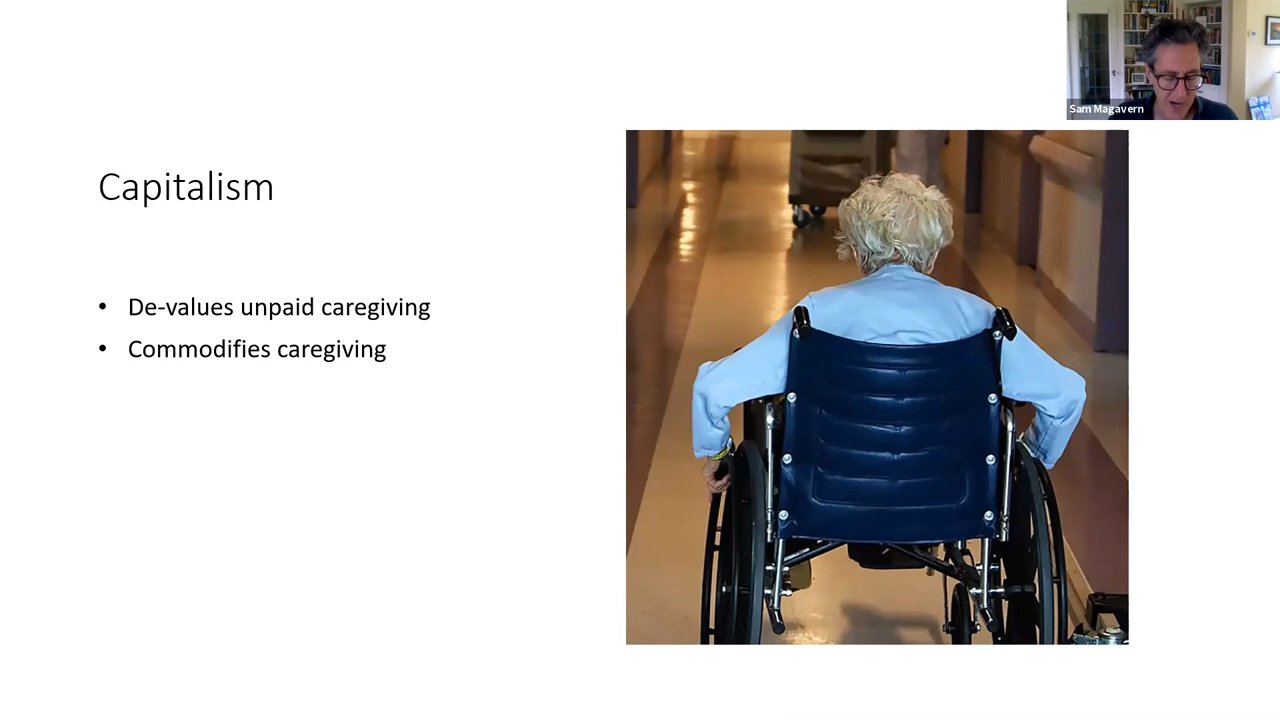 Sam Magavern
Capitalism
• De-values unpaid caregiving
• Commodifies caregiving